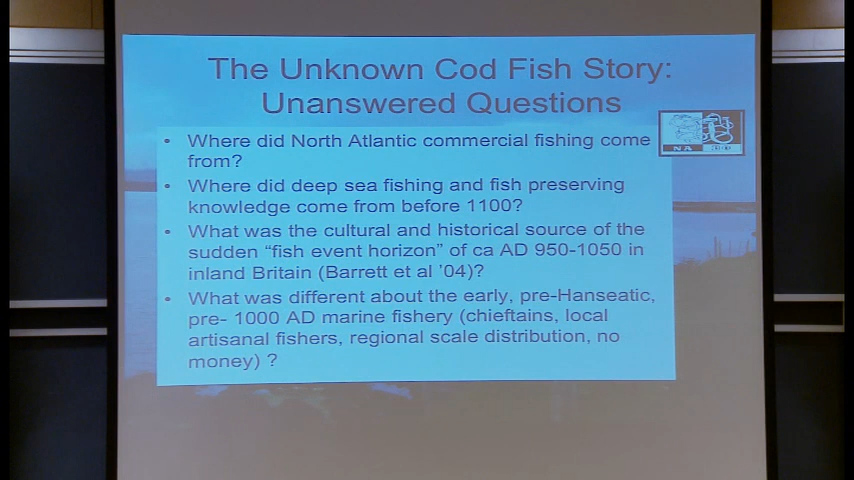 The Unknown Cod Fish Story:
Unanswered Questions
• Where did North Atlantic commercial fishing come
from?
• Where did deep sea fishing and fish preserving
knowledge come from before 1100?
• What was the cultural and historical source of the
sudden "fish event horizon" of ca AD 950-1050 in
inland Britain (Barrett et al '04)?
• What was different about the early, pre-Hanseatic,
pre- 1000 AD marine fishery (chieftains, local
artisanal fishers, regional scale distribution, no
money) ?
NA